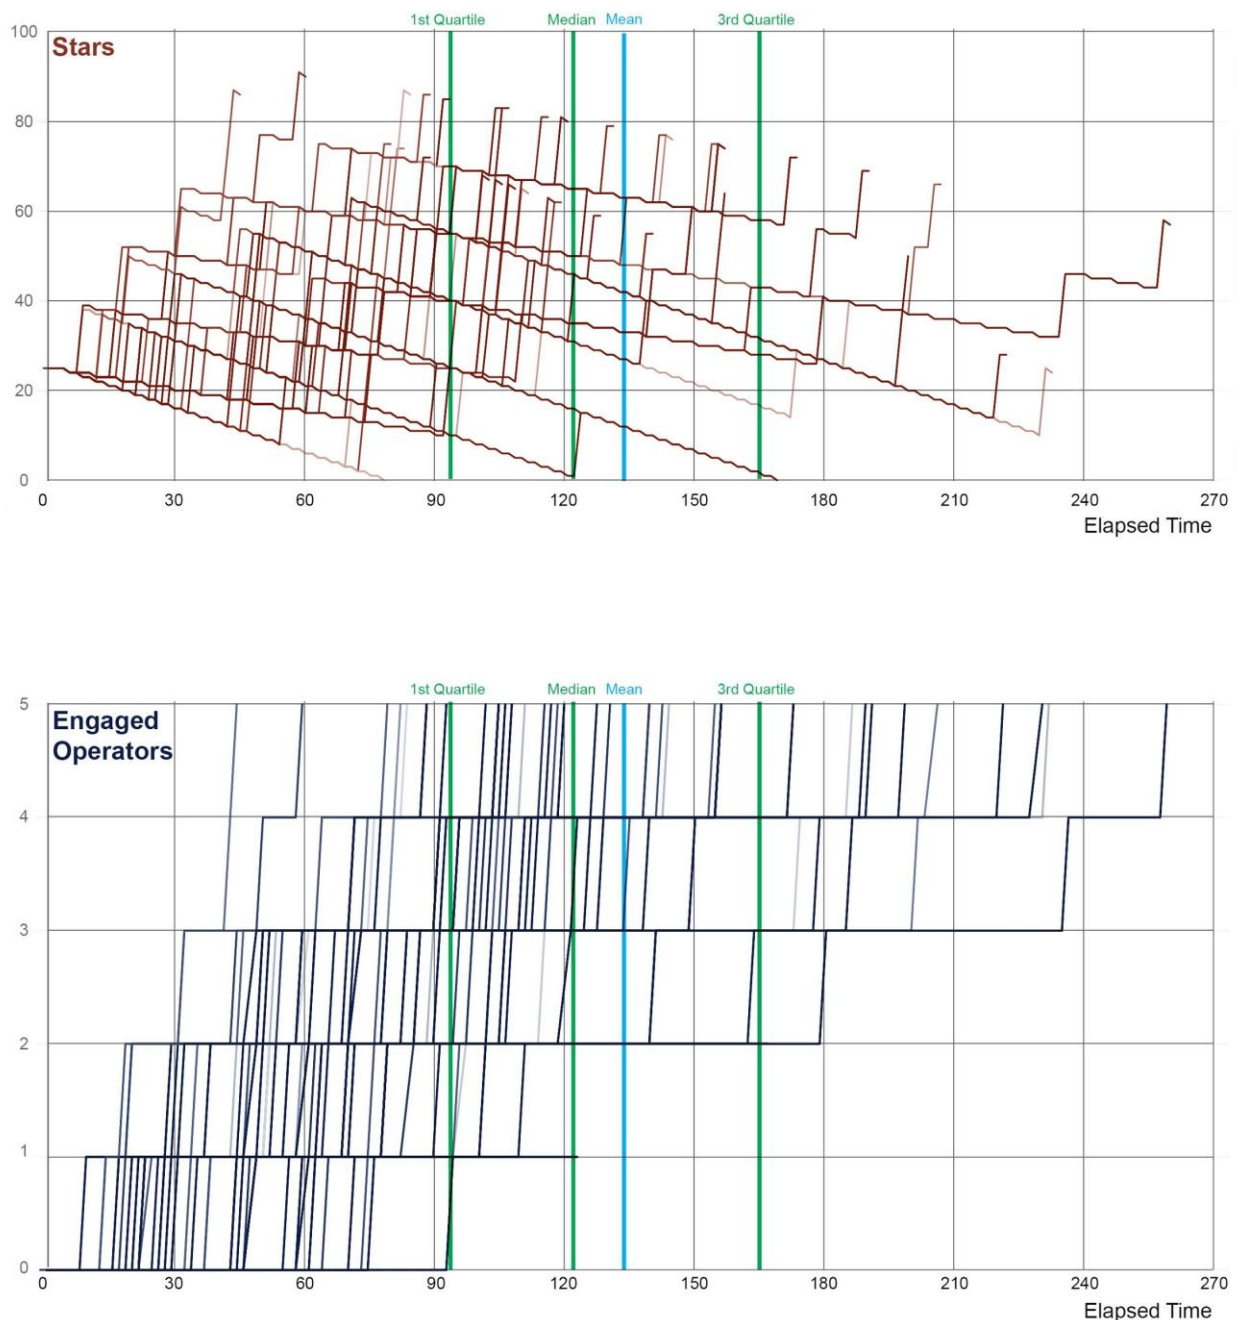 1st Quartile Median Mean 3rd Quartile
100
Stars
80
60
40
20
0
0 30 60 90 120 150 180 210 240 270
Elapsed Time
1st Quartile Median Mean 3rd Quartile
5
Engaged
Operators
4
3
2
1
0
0 30 60 90 120 150 180 210 240 270
Elapsed Time